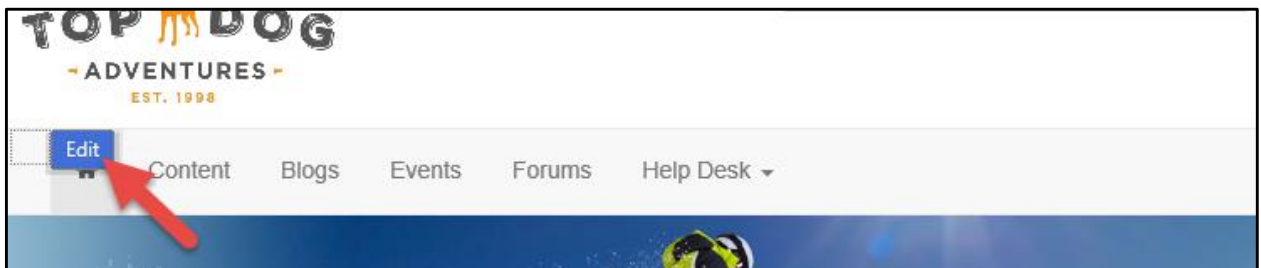 TOP DOG
- ADVENTURES -
EST. 1998
Edit
Content Blogs Events Forums Help Desk